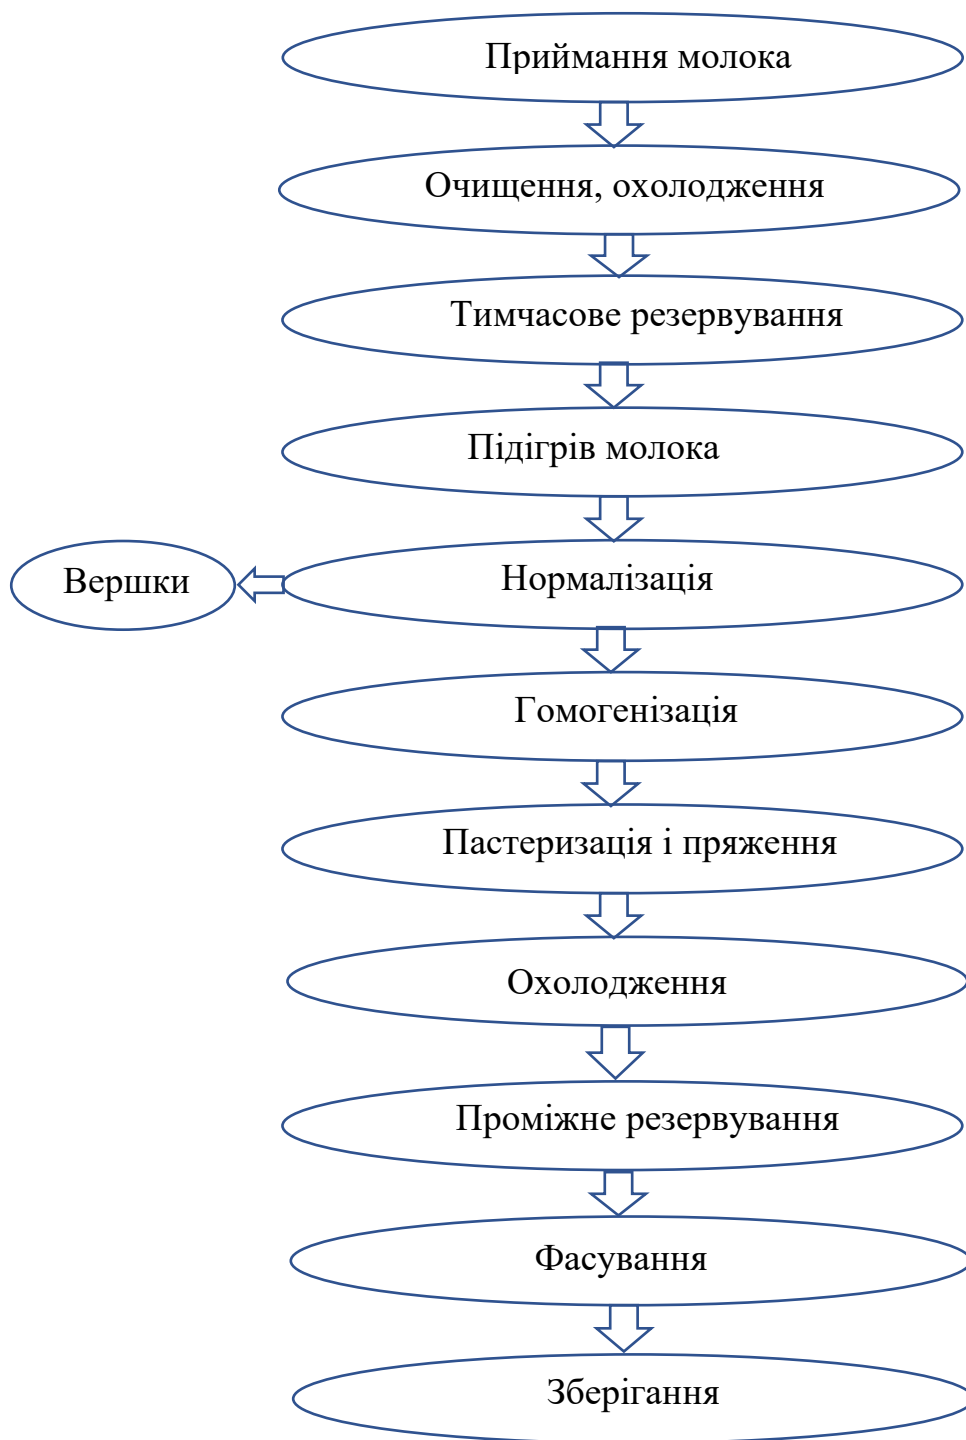 Приймання молока
Очищення, охолодження
Тимчасове резервування
Підігрів молока
Вершки
Нормалізація
Гомогенізація
Пастеризація і пряження
Охолодження
Проміжне резервування
Фасування
Зберігання